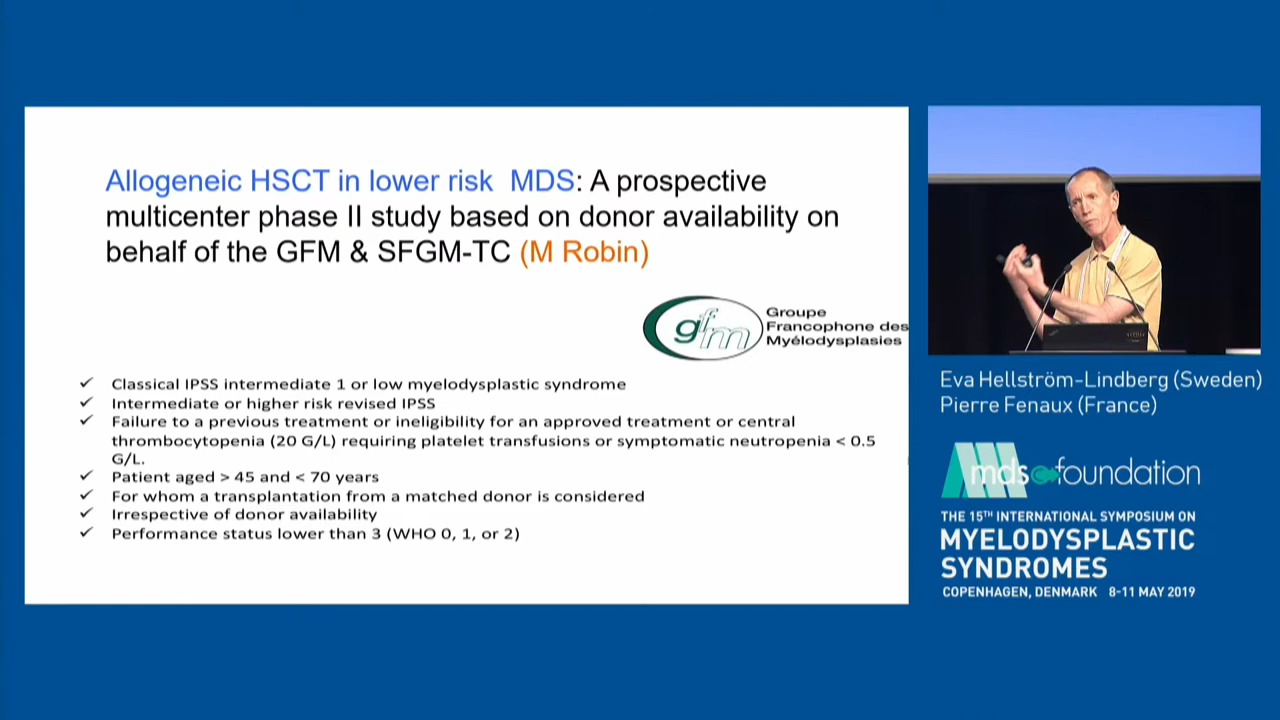 Allogeneic HSCT in lower risk MDS: A prospective
multicenter phase II study based on donor availability on
behalf of the GFM & SFGM-TC (M Robin)
gfm
Groupe
Francophone des
Myélodysplasies
✓ Classical IPSS intermediate 1 or low myelodysplastic syndrome
✓ Intermediate or higher risk revised IPSS
✓ Failure to a previous treatment or ineligibility for an approved treatment or central
thrombocytopenia (20 G/L) requiring platelet transfusions or symptomatic neutropenia < 0.5
G/L.
✓ Patient aged > 45 and < 70 years
✓ For whom a transplantation from a matched donor is considered
✓ Irrespective of donor availability
✓ Performance status lower than 3 (WHO 0, 1, or 2)
Eva Hellström-Lindberg (Sweden)
Pierre Fenaux (France)
mds foundation
THE 15TH INTERNATIONAL SYMPOSIUM ON
MYELODYSPLASTIC
SYNDROMES
COPENHAGEN, DENMARK 8-11 MAY 2019